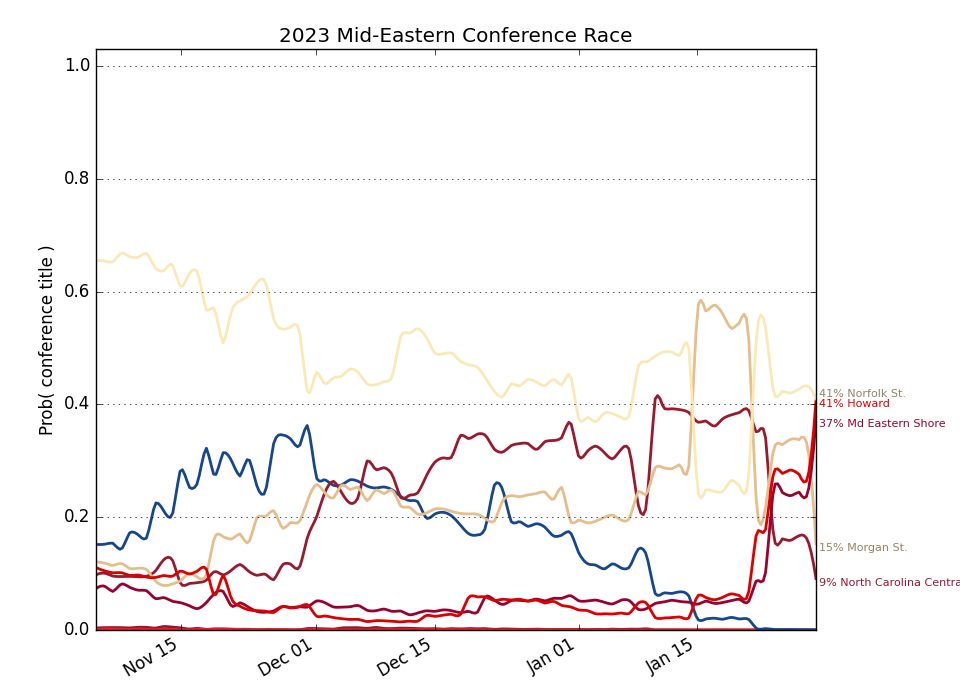 2023 Mid-Eastern Conference Race
Prob( conference title )
1.0
0.8
0.6
0.4
0.2
0.0
Nov 15
Dec 01
Dec 15
Jan 01
Jan 15
41% Norfolk St.
41% Howard
37% Md Eastern Shore
15% Morgan St.
9% North Carolina Centra